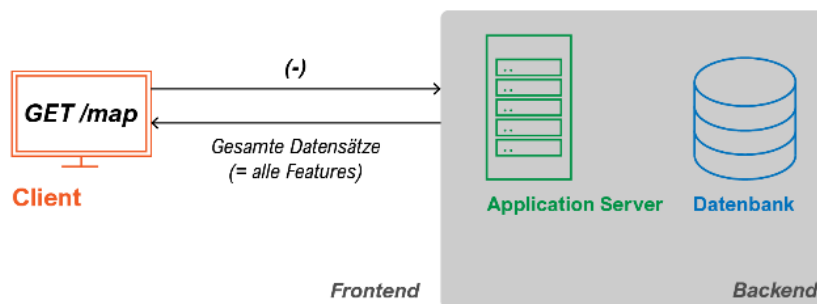 (-)
GET /map
Gesamte Datensätze
(= alle Features)
Client
Application Server
Datenbank
Frontend
Backend